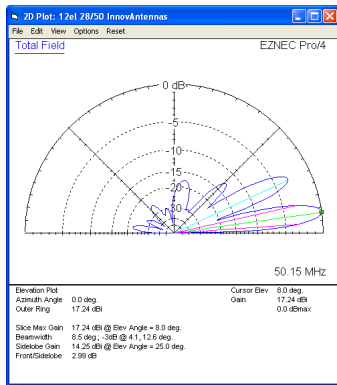 2D Plot: 12el 28/50 InnovAntennas
File Edit View Options Reset
Total Field EZNEC Pro/4
0 dB
-5
-10
-15
-20
-30
50.15 MHz
Elevation Plot Cursor Elev 8.0 deg.
Azimuth Angle 0.0 deg. Gain 17.24 dBi
Outer Ring 17.24 dBi 0.0 dBmax
Slice Max Gain 17.24 dBi @ Elev Angle = 8.0 deg.
Beamwidth 8.5 deg.; -3dB @ 4.1, 12.6 deg.
Sidelobe Gain 14.25 dBi @ Elev Angle = 25.0 deg.
Front/Sidelobe 2.99 dB